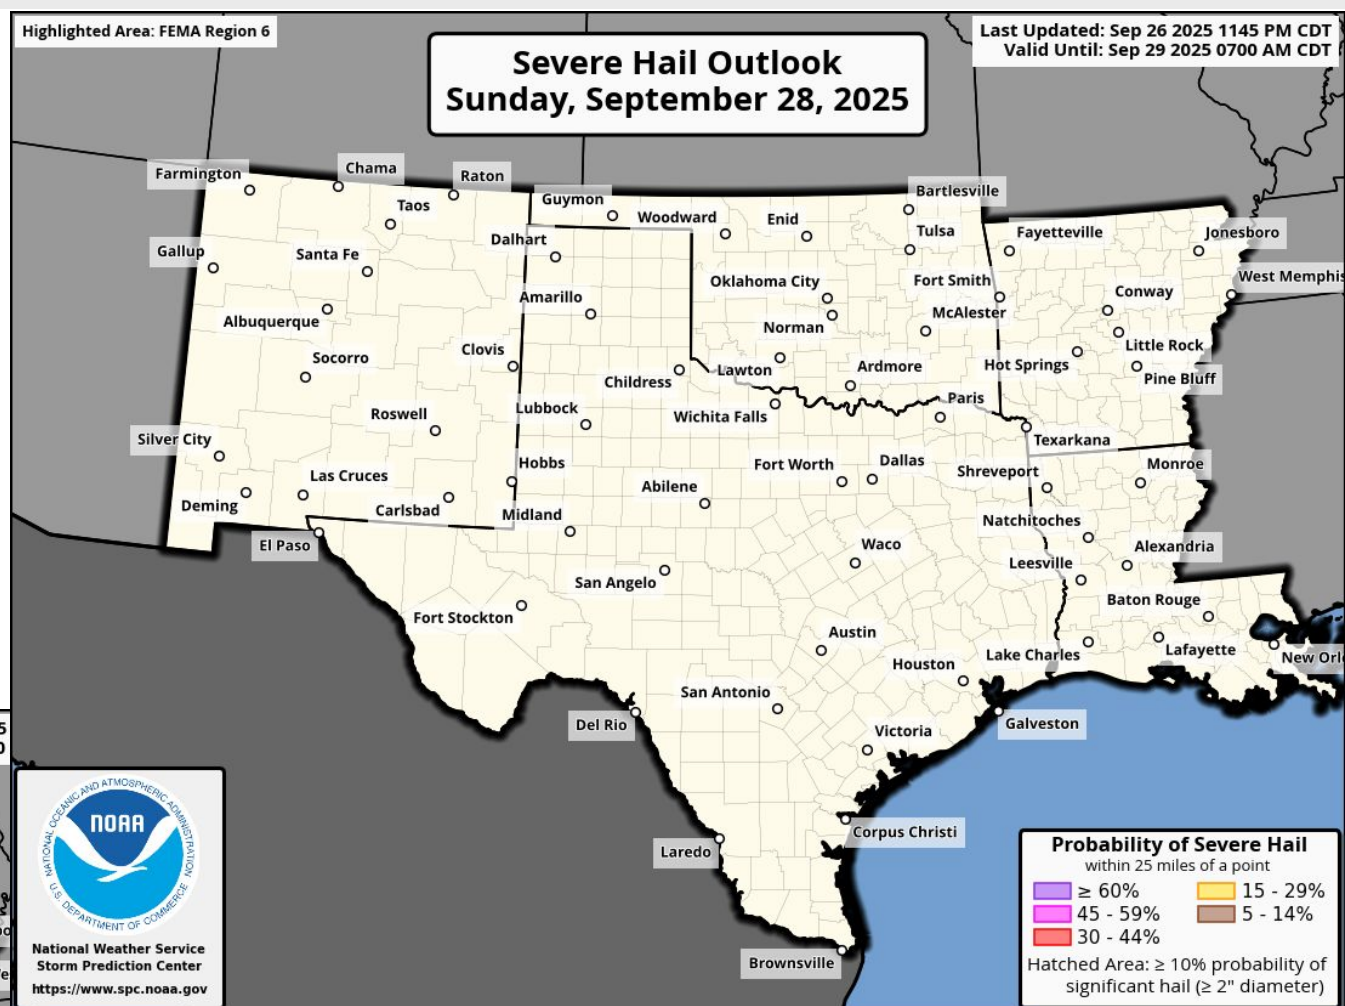 Highlighted Area: FEMA Region 6
Last Updated: Sep 26 2025 1145 PM CDT
Valid Until: Sep 29 2025 0700 AM CDT
Severe Hail Outlook
Sunday, September 28, 2025
Farmington
Chama
Raton
Guymon
Bartlesville
Taos
Woodward
Enid
Tulsa
Fayetteville
Jonesboro
Gallup
Santa Fe
Dalhart
Oklahoma City
Fort Smith
West Memphis
Albuquerque
Amarillo
Norman
McAlester
Conway
Socorro
Clovis
Childress
Lawton
Ardmore
Hot Springs
Little Rock
Pine Bluff
Roswell
Lubbock
Wichita Falls
Paris
Silver City
Texarkana
Las Cruces
Hobbs
Abilene
Fort Worth
Dallas
Shreveport
Monroe
Deming
Carlsbad
Midland
Natchitoches
El Paso
San Angelo
Waco
Leesville
Alexandria
Fort Stockton
Baton Rouge
Austin
Houston
Lake Charles
Lafayette
New Orl
San Antonio
Del Rio
Victoria
Galveston
Laredo
Corpus Christi
Brownsville
5
0
NATIONAL OCEANIC AND ATMOSPHERIC ADMINISTRATION
NOAA
U.S. DEPARTMENT OF COMMERCE
National Weather Service
Storm Prediction Center
https://www.spc.noaa.gov
Probability of Severe Hail
within 25 miles of a point
≥ 60%
15 - 29%
45 - 59%
5 - 14%
30 - 44%
Hatched Area: ≥ 10% probability of
significant hail (≥ 2" diameter)